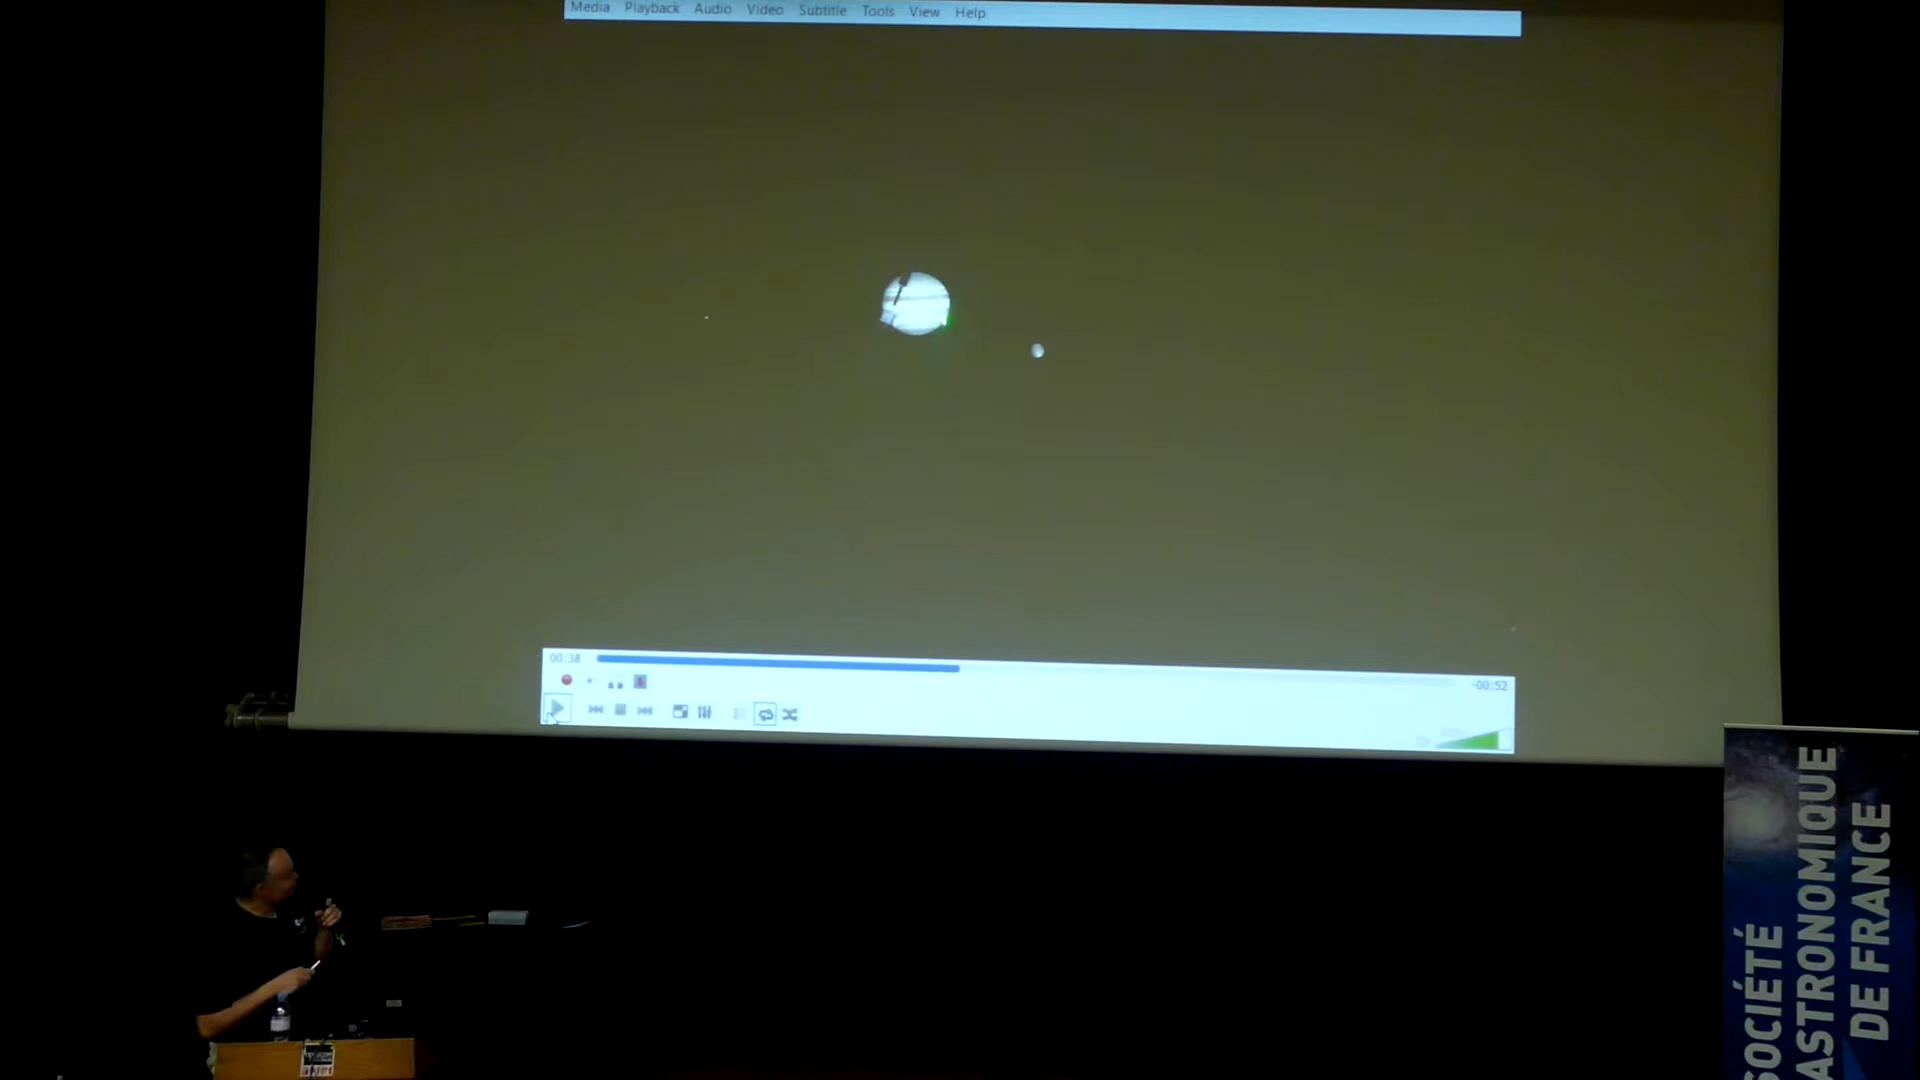 Media Playback Audio Video Subtitle Tools View Help
00:38
-00:52
SOCIÉTÉ
ASTRONOMIQUE
DE FRANCE